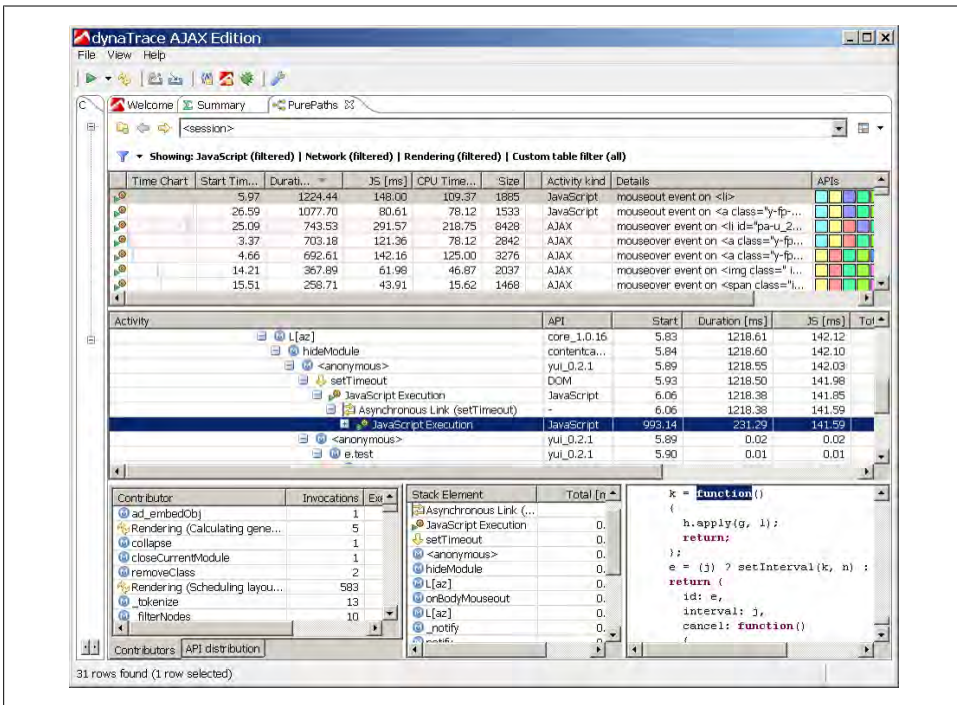 dynaTrace AJAX Edition
File View Help
C
Welcome Summary PurePaths
<session>
Showing: JavaScript (filtered) | Network (filtered) | Rendering (filtered) | Custom table filter (all)
Time Chart Start Tim... Durati... JS [ms] CPU Time... Size Activity kind Details APIs
5.97 1224.44 148.00 109.37 1885 JavaScript mouseout event on <li>
26.59 1077.70 80.61 78.12 1533 JavaScript mouseout event on <a class="y-fp-...
25.09 743.53 291.57 218.75 8428 AJAX mouseover event on <li id="pa-u_2...
3.37 703.18 121.36 78.12 2842 AJAX mouseover event on <a class="y-fp...
4.66 692.61 142.16 125.00 3276 AJAX mouseover event on <a class="y-fp...
14.21 367.89 61.98 46.87 2037 AJAX mouseover event on <img class=" i...
15.51 258.71 43.91 15.62 1468 AJAX mouseover event on <span class="i...
Activity API Start Duration [ms] JS [ms] Tot
L[az] core_1.0.16 5.83 1218.61 142.12
hideModule contentca... 5.84 1218.60 142.10
<anonymous> yui_0.2.1 5.89 1218.55 142.03
setTimeout DOM 5.93 1218.50 141.98
JavaScript Execution JavaScript 6.06 1218.38 141.85
Asynchronous Link (setTimeout) - 6.06 1218.38 141.59
JavaScript Execution JavaScript 993.14 231.29 141.59
<anonymous> yui_0.2.1 5.89 0.02 0.02
e.test yui_0.2.1 5.90 0.01 0.01
Contributor Invocations
ad_embedObj 1
Rendering (Calculating gene... 5
collapse 1
closeCurrentModule 1
removeClass 2
Rendering (Scheduling layou... 583
_tokenize 13
_filterNodes 10
Contributors API distribution
Stack Element Total [m
Asynchronous Link (...
JavaScript Execution 0.
setTimeout 0.
<anonymous> 0.
hideModule 0.
L[az] 0.
onBodyMouseout 0.
L[az] 0.
_notify 0.
k = function()
{
h.apply(g, l);
return;
};
e = (j) ? setInterval(k, n) :
return {
id: e,
interval: j,
cancel: function()
{
31 rows found (1 row selected)